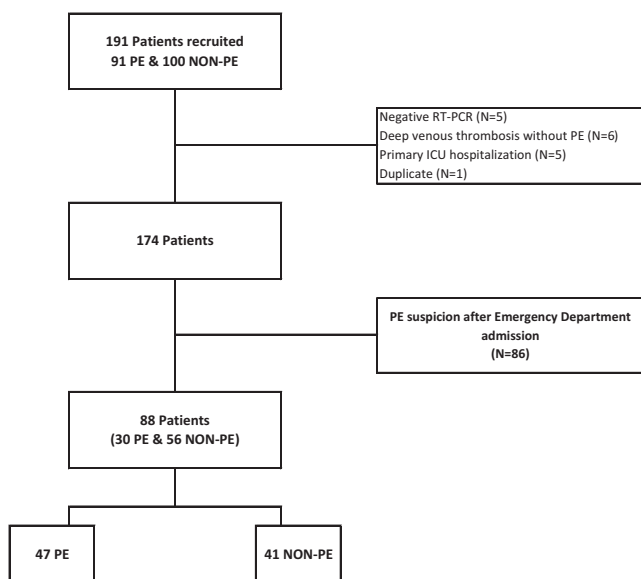 191 Patients recruited
91 PE & 100 NON-PE
Negative RT-PCR (N=5)
Deep venous thrombosis without PE (N=6)
Primary ICU hospitalization (N=5)
Duplicate (N=1)
174 Patients
PE suspicion after Emergency Department
admission
(N=86)
88 Patients
(30 PE & 56 NON-PE)
47 PE
41 NON-PE